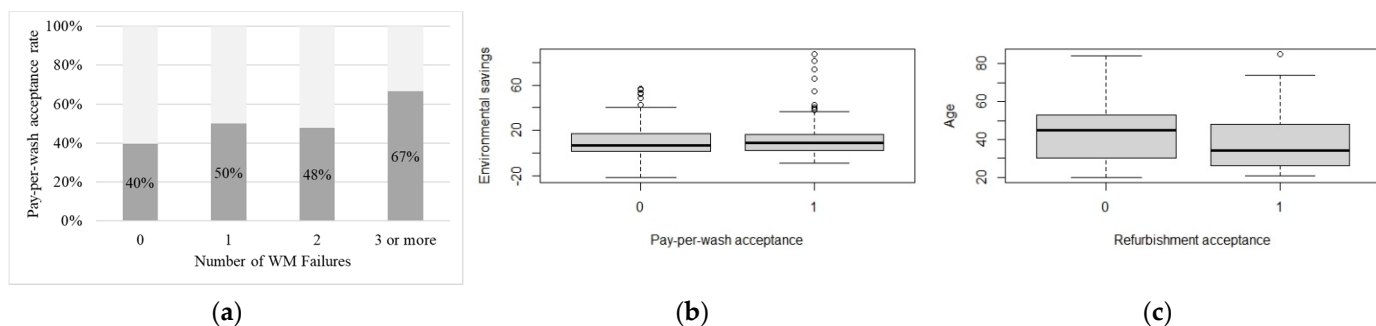 100%
80%
60%
40%
20%
0%
Pay-per-wash acceptance rate
40%
50%
48%
67%
0
1
2
3 or more
Number of WM Failures
(a)
Environmental savings
60
20
-20
0
1
Pay-per-wash acceptance
(b)
Age
80
60
40
20
0
1
Refurbishment acceptance
(c)